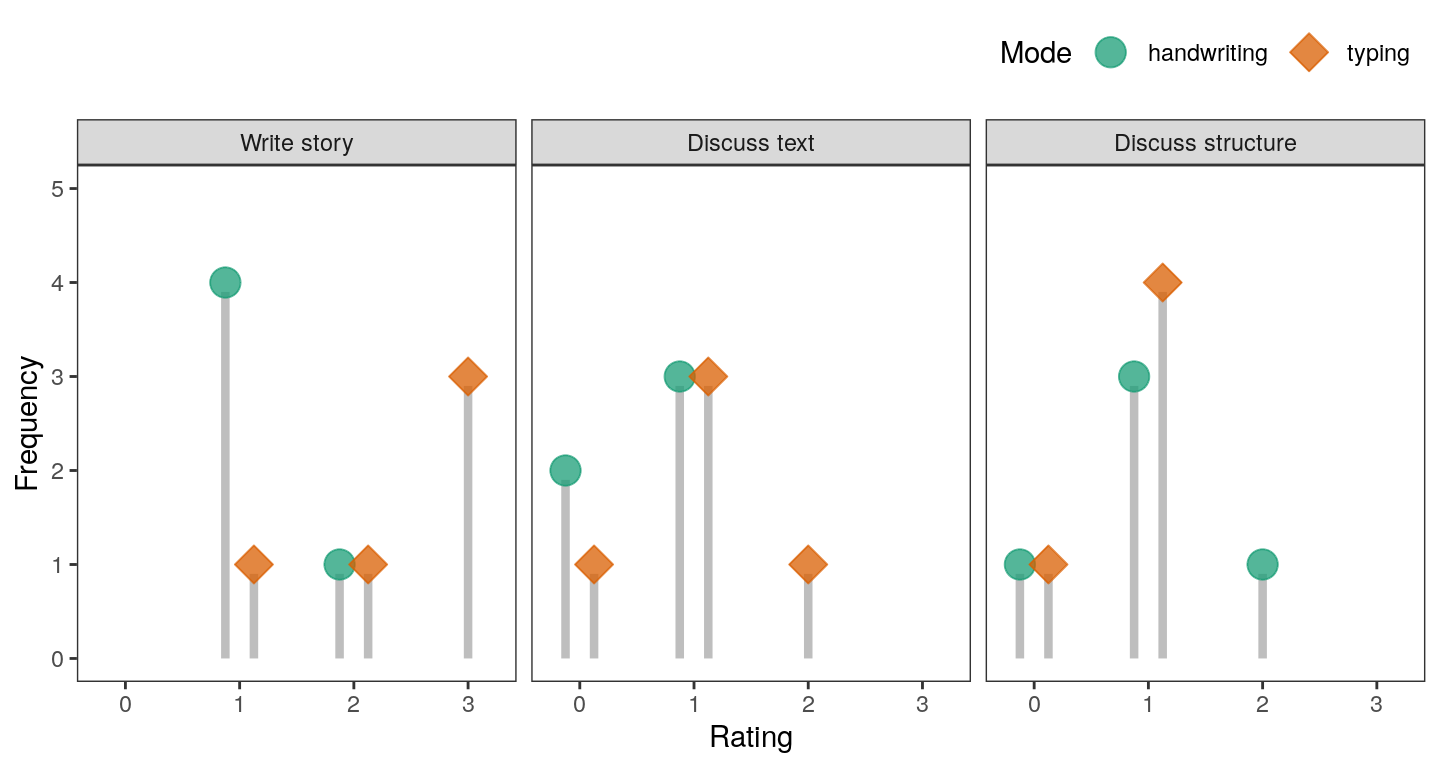 Mode handwriting typing
Write story Discuss text Discuss structure
5
4
3
2
1
0
Frequency
0 1 2 3 0 1 2 3 0 1 2 3
Rating